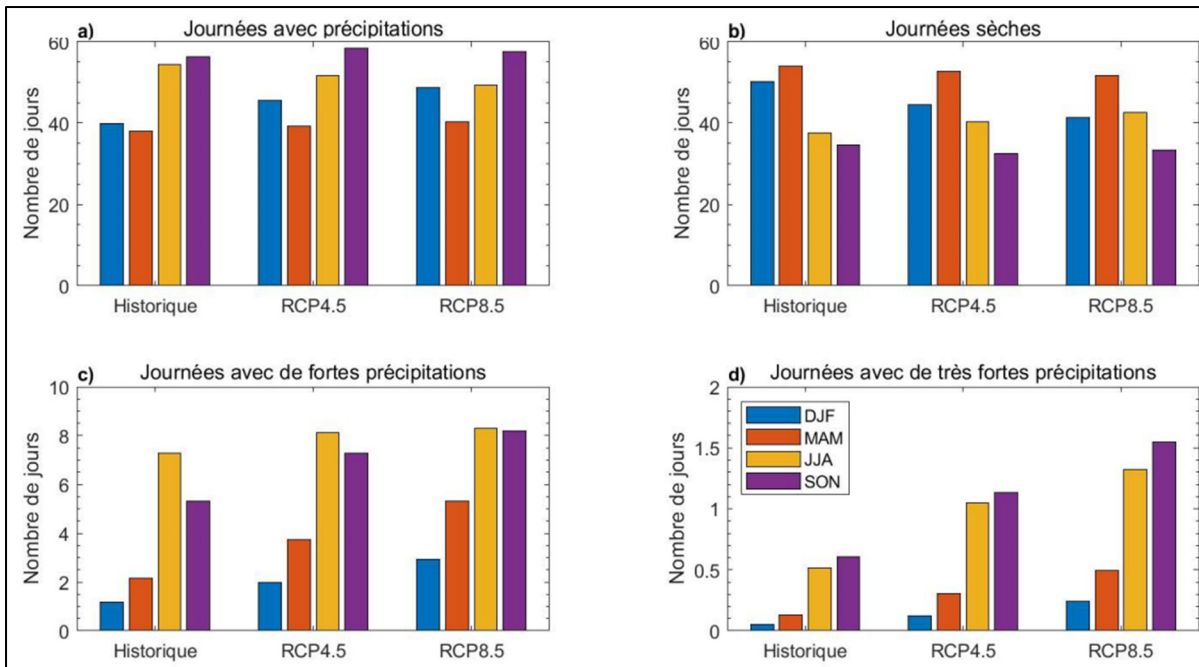 a) Journées avec précipitations
60
40
20
0
Nombre de jours
Historique RCP4.5 RCP8.5
b) Journées sèches
60
40
20
0
Nombre de jours
Historique RCP4.5 RCP8.5
c) Journées avec de fortes précipitations
10
8
6
4
2
0
Nombre de jours
Historique RCP4.5 RCP8.5
d) Journées avec de très fortes précipitations
2
1.5
1
0.5
0
Nombre de jours
DJF
MAM
JJA
SON
Historique RCP4.5 RCP8.5